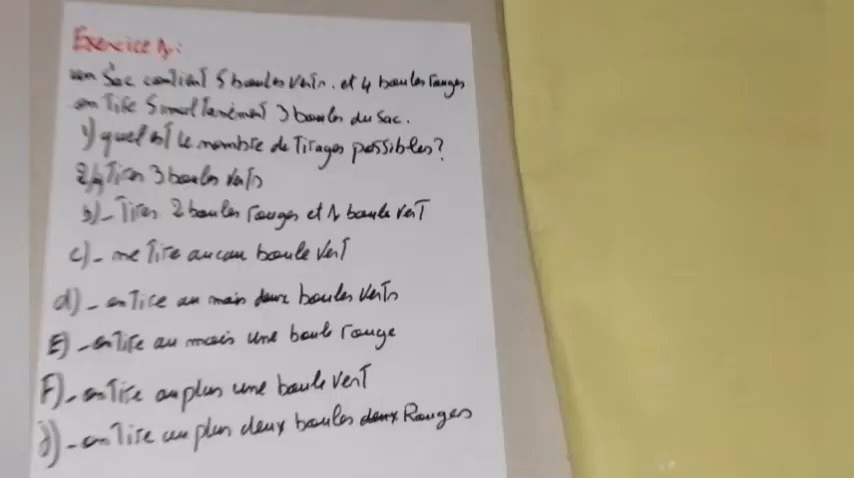 Exercice 1:
un Sac contient 5 boules verts. et 4 boules rouges
on tire Simultanément 3 boules du Sac.
1) quel est le nombre de tirages possibles?
2) a) Tirer 3 boules verts
b)- Tirer 2 boules rouges et 1 boule vert
c)- ne tire aucun boule vert
d)- on tire au moin deux boules verts
E)- on tire au moin une boule rouge
F)- on tire au plus une boule vert
j)- on tire au plus deux boules Rouges